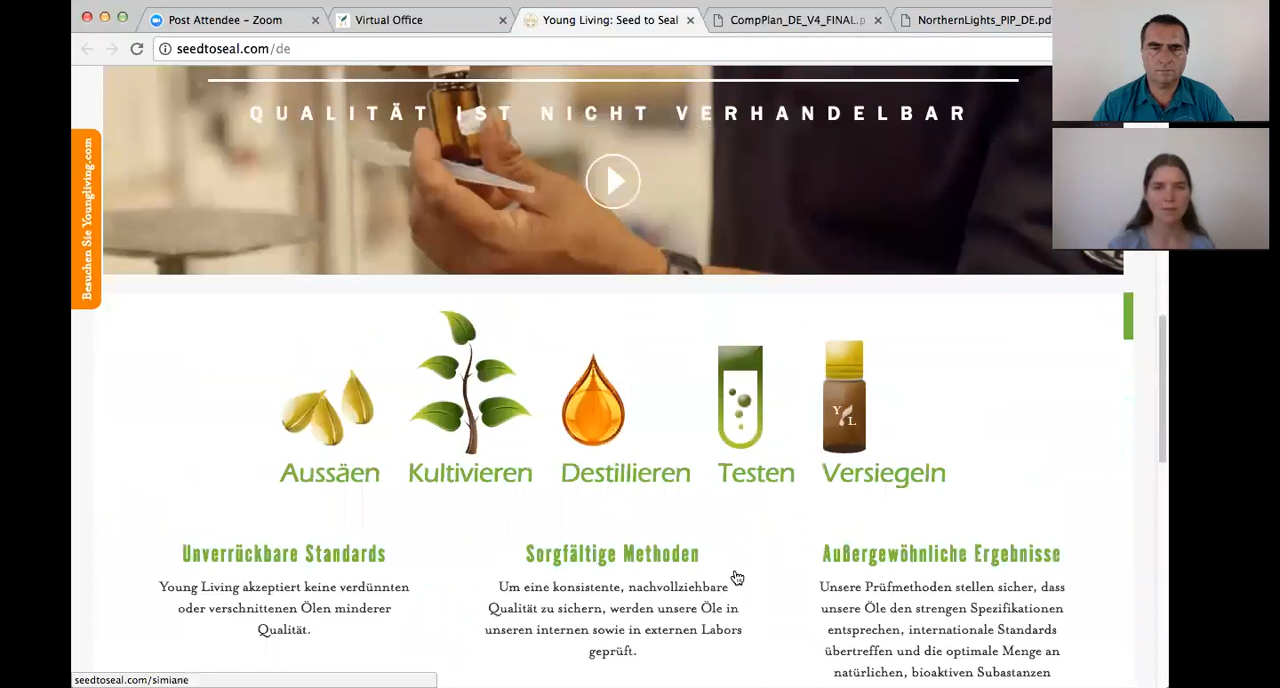 Post Attendee – Zoom
Virtual Office
Young Living: Seed to Seal
CompPlan_DE_V4_FINAL.p
NorthernLights_PIP_DE.pdf
seedtoseal.com/de
QUALITÄT IST NICHT VERHANDELBAR
Besuchen Sie Youngliving.com
Y L
Aussäen
Kultivieren
Destillieren
Testen
Versiegeln
Unverrückbare Standards
Young Living akzeptiert keine verdünnten
oder verschnittenen Ölen minderer
Qualität.
Sorgfältige Methoden
Um eine konsistente, nachvollziehbare
Qualität zu sichern, werden unsere Öle in
unseren internen sowie in externen Labors
geprüft.
Außergewöhnliche Ergebnisse
Unsere Prüfmethoden stellen sicher, dass
unsere Öle den strengen Spezifikationen
entsprechen, internationale Standards
übertreffen und die optimale Menge an
natürlichen, bioaktiven Substanzen
seedtoseal.com/simiane